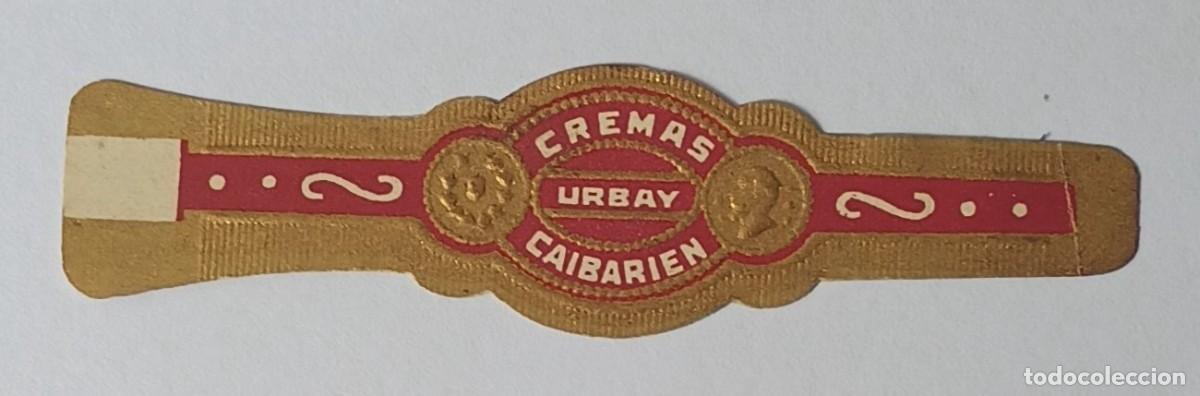 CREMAS
URBAY
CAIBARIEN
todocoleccion